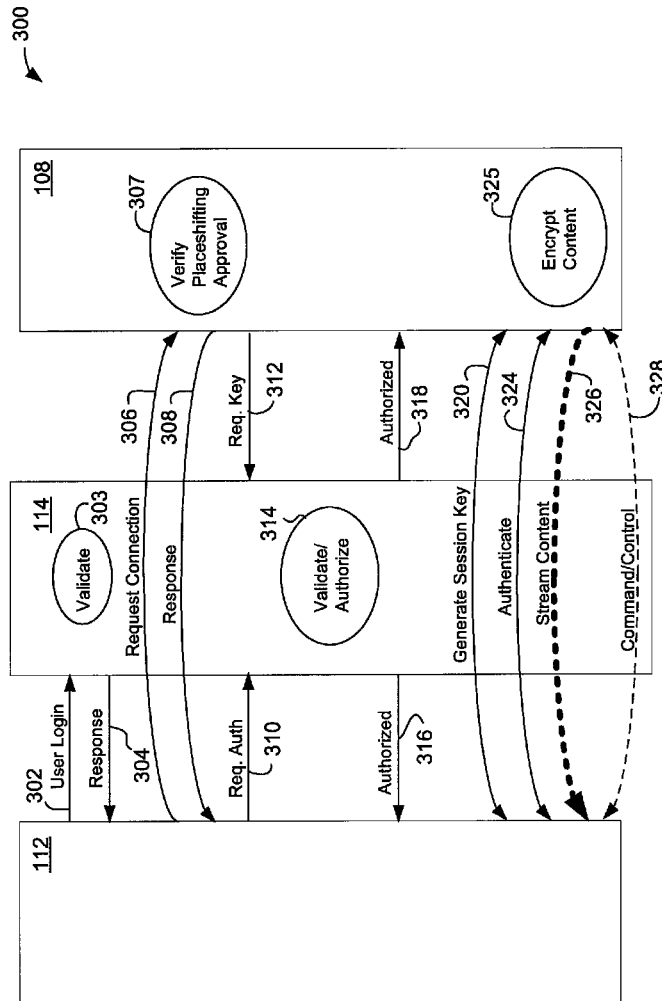 300
112
114
108
302
User Login
Validate
303
Response
304
Request Connection
306
Response
308
Verify
Placeshifting
Approval
307
Req. Auth
310
Req. Key
312
Validate/
Authorize
314
Authorized
316
Authorized
318
Generate Session Key
320
Authenticate
324
Encrypt
Content
325
Stream Content
326
Command/Control
328